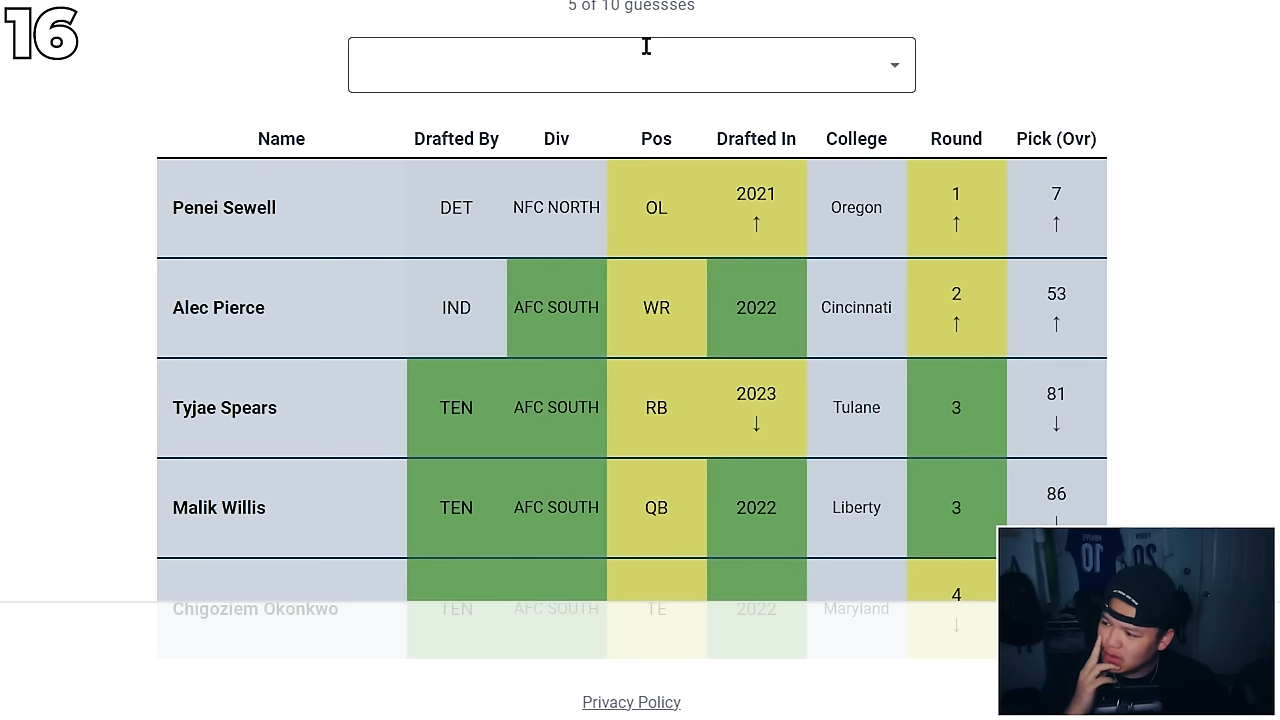 16
5 of 10 guessses
Name Drafted By Div Pos Drafted In College Round Pick (Ovr)
Penei Sewell DET NFC NORTH OL 2021 ↑ Oregon 1 ↑ 7 ↑
Alec Pierce IND AFC SOUTH WR 2022 Cincinnati 2 ↑ 53 ↑
Tyjae Spears TEN AFC SOUTH RB 2023 ↓ Tulane 3 81 ↓
Malik Willis TEN AFC SOUTH QB 2022 Liberty 3 86 ↓
Chigoziem Okonkwo TEN AFC SOUTH TE 2022 Maryland 4 ↓
Privacy Policy
10
20